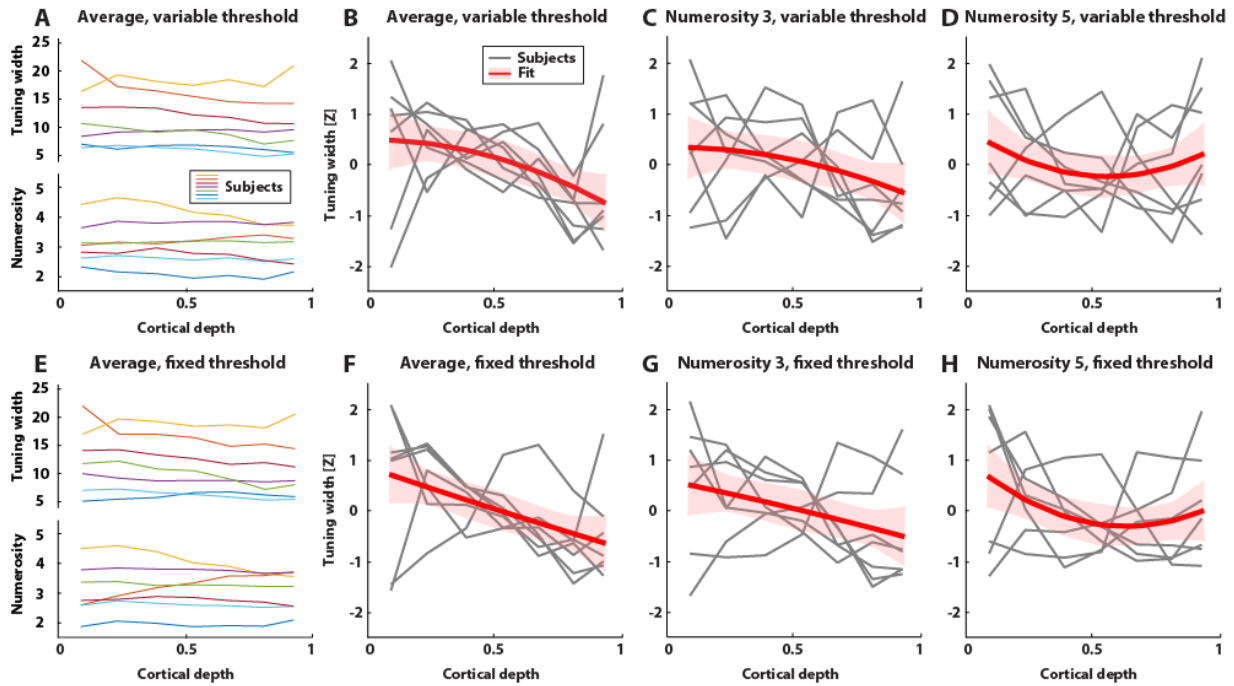 A Average, variable threshold
25
20
15
10
5
Tuning width
Subjects
5
4
3
2
Numerosity
0 0.5 1
Cortical depth
B Average, variable threshold
Subjects
Fit
2
1
0
-1
-2
Tuning width [Z]
0 0.5 1
Cortical depth
C Numerosity 3, variable threshold
2
1
0
-1
-2
0 0.5 1
Cortical depth
D Numerosity 5, variable threshold
2
1
0
-1
-2
0 0.5 1
Cortical depth
E Average, fixed threshold
25
20
15
10
5
Tuning width
5
4
3
2
Numerosity
0 0.5 1
Cortical depth
F Average, fixed threshold
2
1
0
-1
-2
Tuning width [Z]
0 0.5 1
Cortical depth
G Numerosity 3, fixed threshold
2
1
0
-1
-2
0 0.5 1
Cortical depth
H Numerosity 5, fixed threshold
2
1
0
-1
-2
0 0.5 1
Cortical depth